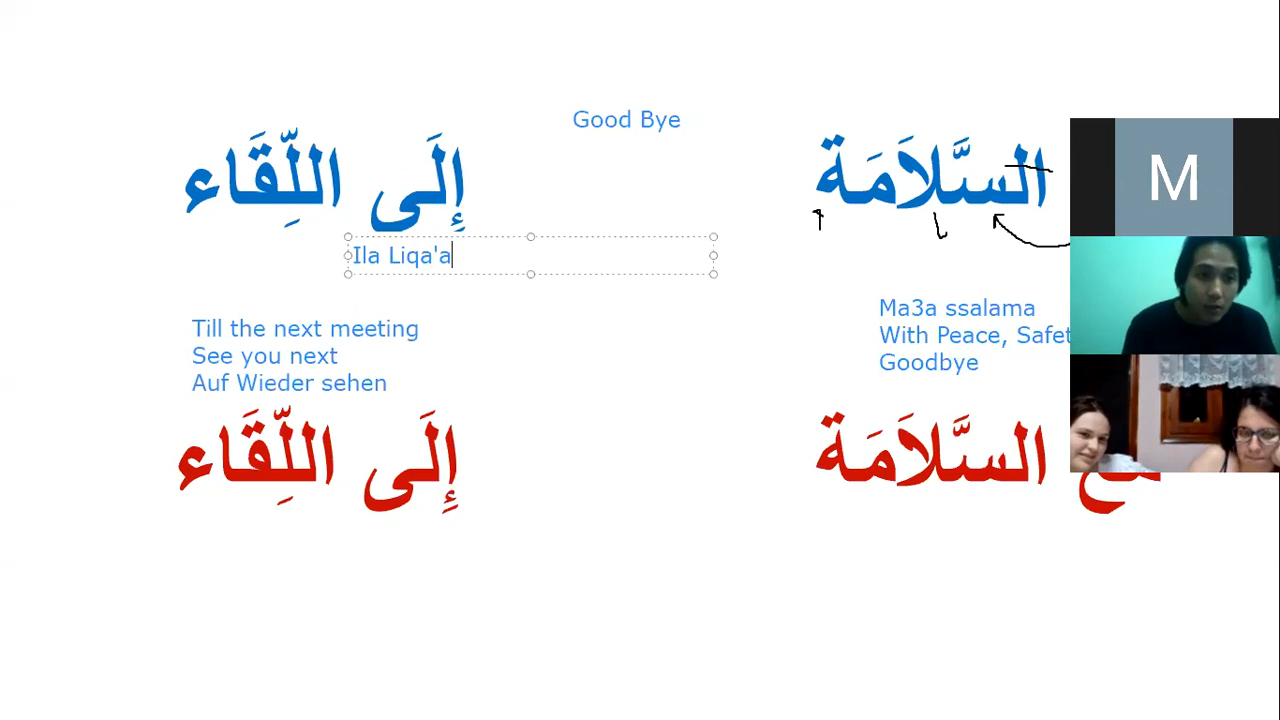 Good Bye
إِلَى اللِّقَاء
السَّلاَمَة
Ila Liqa'a
Till the next meeting
See you next
Auf Wieder sehen
Ma3a ssalama
With Peace,
Goodbye
إِلَى اللِّقَاء
السَّلاَمَة
M